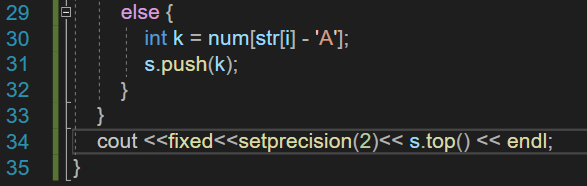 29 else {
30 int k = num[str[i] - 'A'];
31 s.push(k);
32 }
33 }
34 cout <<fixed<<setprecision(2)<< s.top() << endl;
35 }